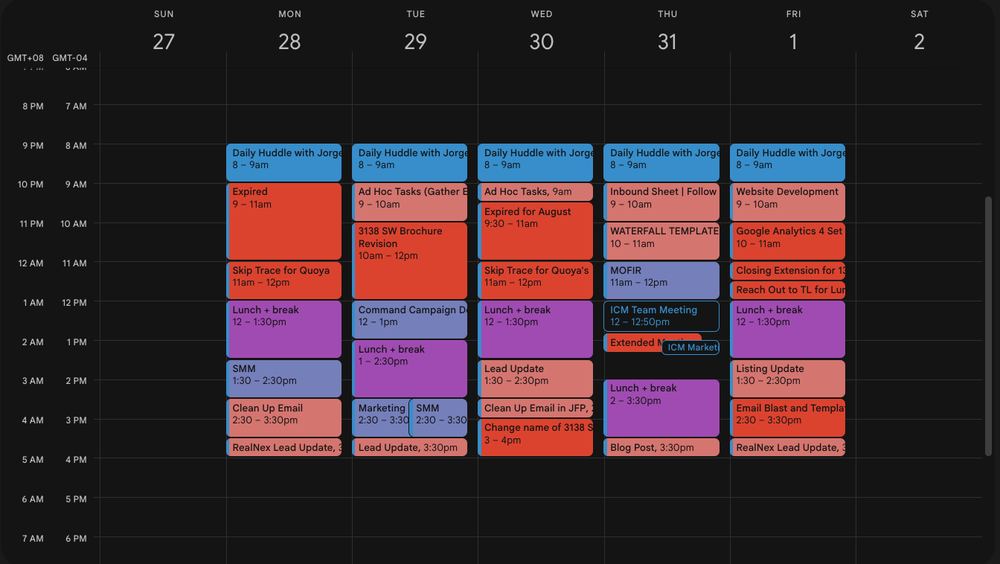 SUN
MON
TUE
WED
THU
FRI
SAT
27
28
29
30
31
1
2
GMT+08 GMT-04
8 PM 7 AM
9 PM 8 AM
10 PM 9 AM
11 PM 10 AM
12 AM 11 AM
1 AM 12 PM
2 AM 1 PM
3 AM 2 PM
4 AM 3 PM
5 AM 4 PM
6 AM 5 PM
7 AM 6 PM
Daily Huddle with Jorge
8 – 9am
Expired
9 – 11am
Skip Trace for Quoya
11am – 12pm
Lunch + break
12 – 1:30pm
SMM
1:30 – 2:30pm
Clean Up Email
2:30 – 3:30pm
RealNex Lead Update, 3
Daily Huddle with Jorge
8 – 9am
Ad Hoc Tasks (Gather E
9 – 10am
3138 SW Brochure
Revision
10am – 12pm
Command Campaign D
12 – 1pm
Lunch + break
1 – 2:30pm
Marketing
2:30 – 3:30
SMM
2:30 – 3:30
Lead Update, 3:30pm
Daily Huddle with Jorge
8 – 9am
Ad Hoc Tasks, 9am
Expired for August
9:30 – 11am
Skip Trace for Quoya's
11am – 12pm
Lunch + break
12 – 1:30pm
Lead Update
1:30 – 2:30pm
Clean Up Email in JFP,
Change name of 3138 S
3 – 4pm
Daily Huddle with Jorge
8 – 9am
Inbound Sheet | Follow
9 – 10am
WATERFALL TEMPLATE
10 – 11am
MOFIR
11am – 12pm
ICM Team Meeting
12 – 12:50pm
Extended
ICM Marketi
Lunch + break
2 – 3:30pm
Blog Post, 3:30pm
Daily Huddle with Jorge
8 – 9am
Website Development
9 – 10am
Google Analytics 4 Set
10 – 11am
Closing Extension for 13
Reach Out to TL for Lun
Lunch + break
12 – 1:30pm
Listing Update
1:30 – 2:30pm
Email Blast and Templa
2:30 – 3:30pm
RealNex Lead Update, 3